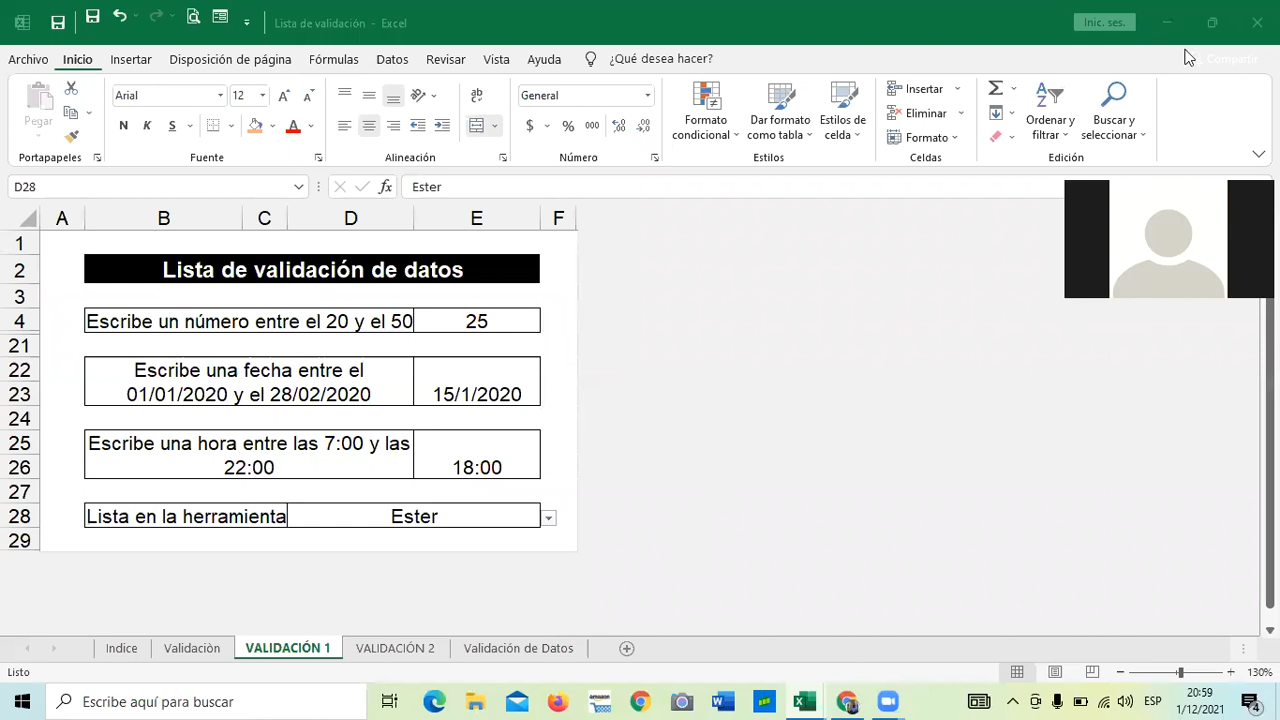 Lista de validación - Excel
Inic. ses.
Archivo Inicio Insertar Disposición de página Fórmulas Datos Revisar Vista Ayuda ¿Qué desea hacer? Compartir
Pegar
Portapapeles
Arial 12
N K S
Fuente
Alineación
General
$ % 000
Número
Formato condicional
Dar formato como tabla
Estilos de celda
Estilos
Insertar
Eliminar
Formato
Celdas
Ordenar y filtrar
Buscar y seleccionar
Edición
D28 fx Ester
A B C D E F
1
2 Lista de validación de datos
3
4 Escribe un número entre el 20 y el 50 25
21
22 Escribe una fecha entre el
23 01/01/2020 y el 28/02/2020 15/1/2020
24
25 Escribe una hora entre las 7:00 y las
26 22:00 18:00
27
28 Lista en la herramienta Ester
29
Indice Validaciòn VALIDACIÓN 1 VALIDACIÓN 2 Validación de Datos
Listo 130%
Escribe aquí para buscar
amazon
ESP
20:59
1/12/2021
4